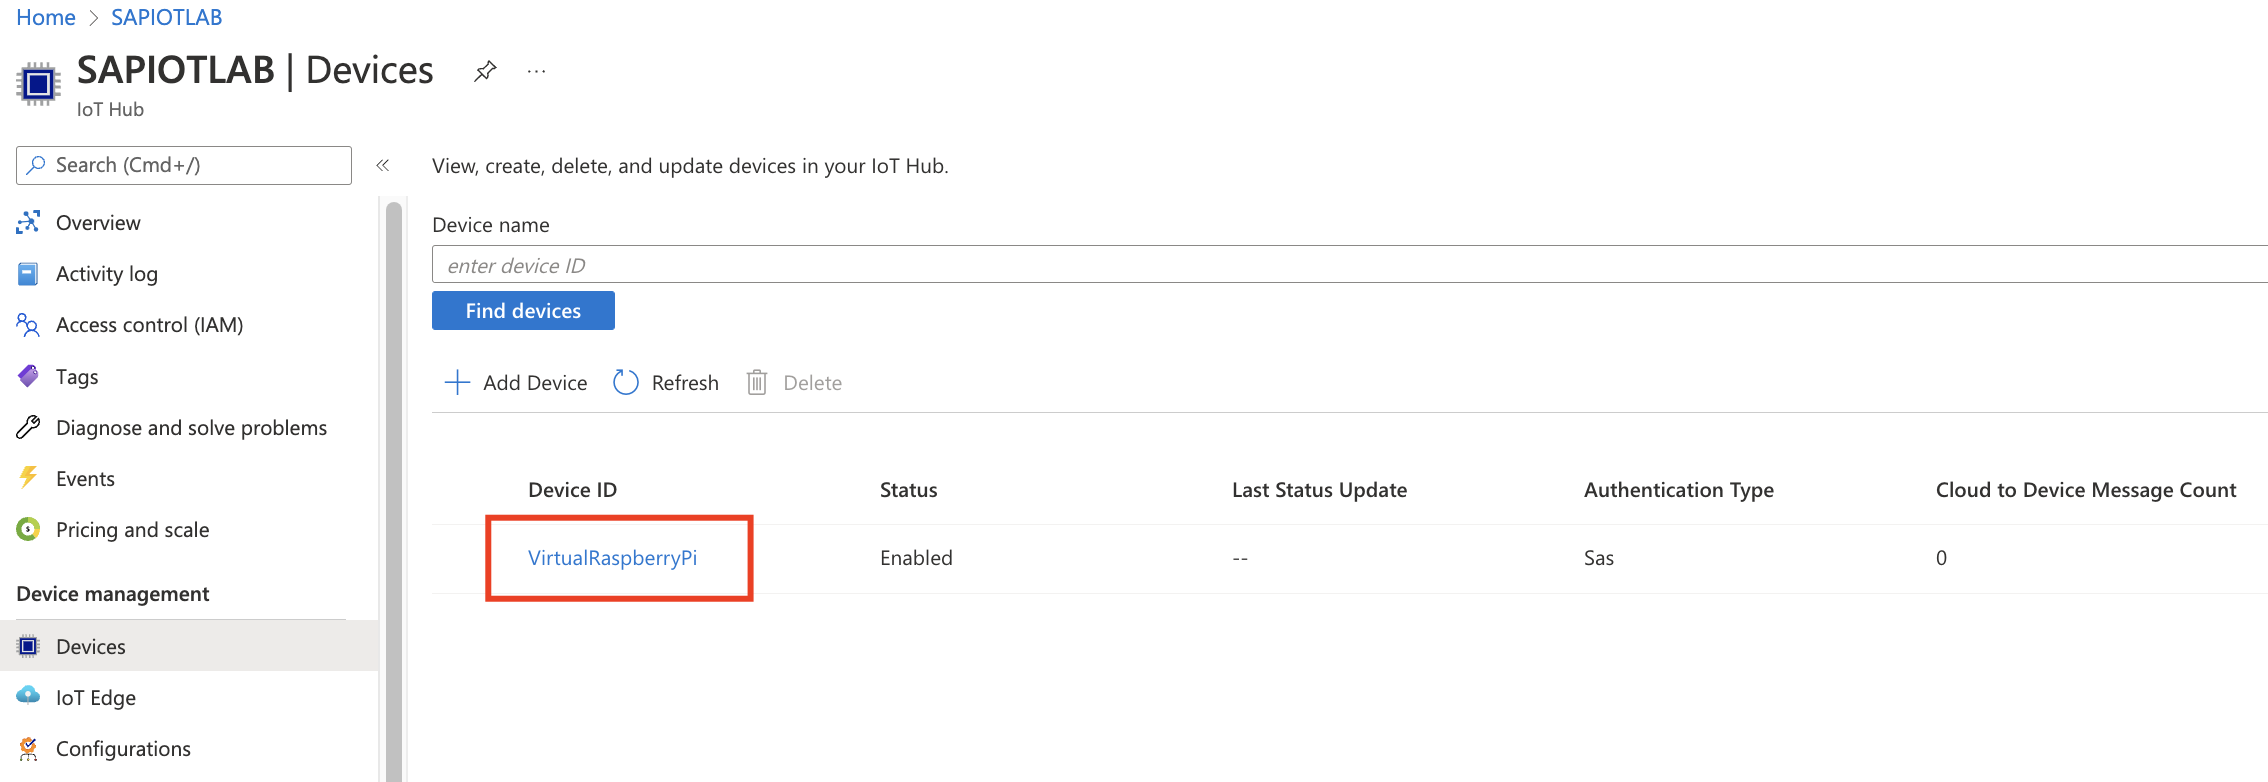 Home > SAPIOTLAB
SAPIOTLAB | Devices ...
IoT Hub
Search (Cmd+/)
«
Overview
Activity log
Access control (IAM)
Tags
Diagnose and solve problems
Events
Pricing and scale
Device management
Devices
IoT Edge
Configurations
View, create, delete, and update devices in your IoT Hub.
Device name
enter device ID
Find devices
Add Device Refresh Delete
Device ID Status Last Status Update Authentication Type Cloud to Device Message Count
VirtualRaspberryPi Enabled -- Sas 0